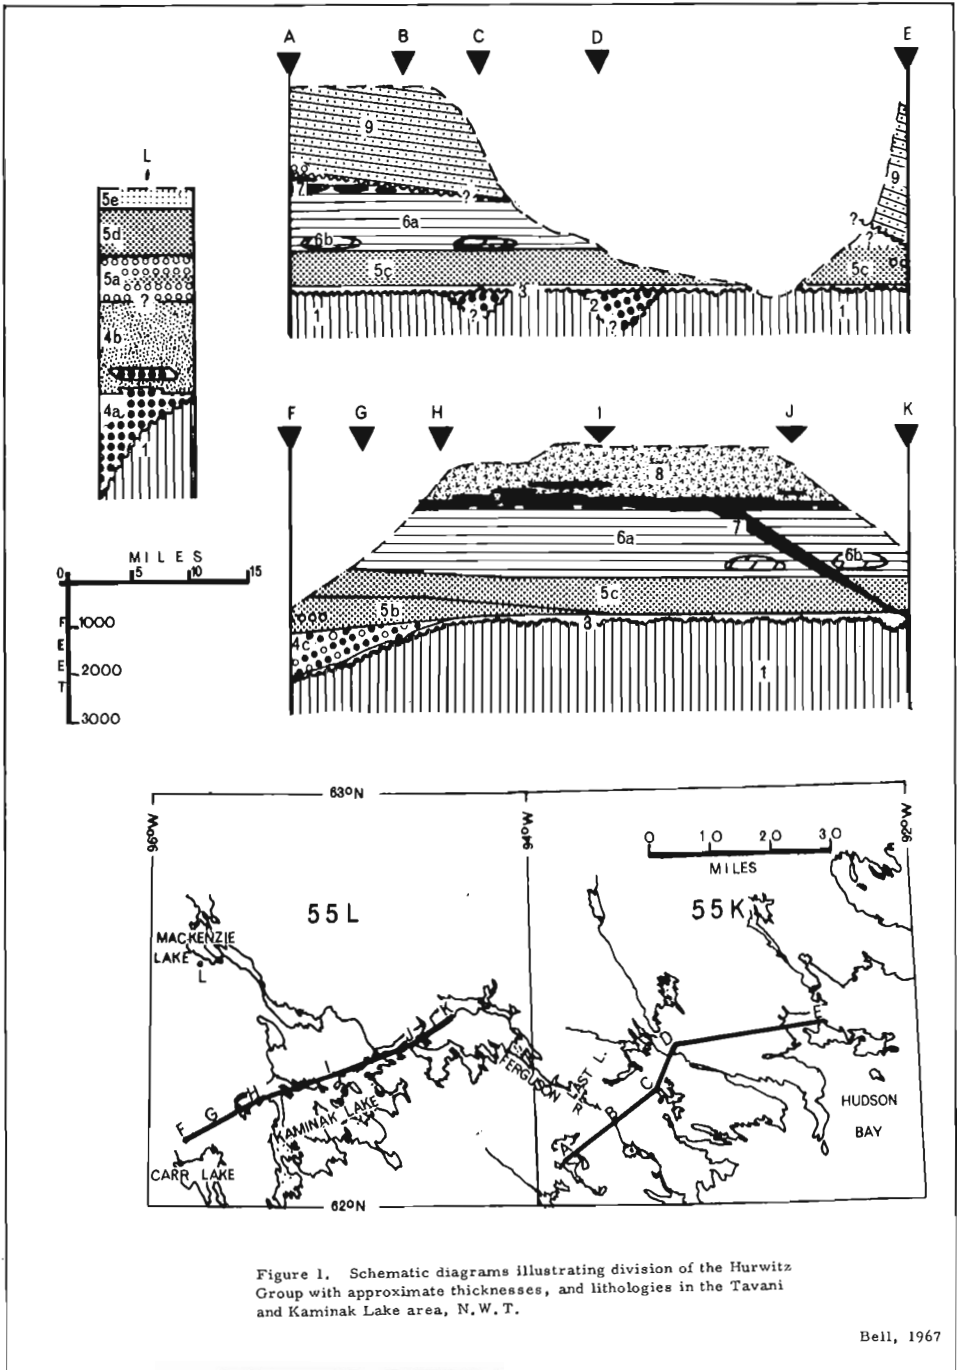 A B C D E
L
9
9
?
7
?
?
6a
5e
6b
5d
5c
5c
5a
3
?
1
2
1
?
?
4b
4a
1
F G H I J K
8
7
6a
6b
MILES
0 5 10 15
5c
5b
FEET
1000
3
4c
2000
1
3000
63°N
96°W
94°W
92°W
0 10 20 30
MILES
55L
55K
MACKENZIE
LAKE
L
K
J
E
D
I
LAST L.
FERGUSON R.
H
G
C
KAMINAK LAKE
B
HUDSON
BAY
F
A
CARR LAKE
62°N
Figure 1. Schematic diagrams illustrating division of the Hurwitz
Group with approximate thicknesses, and lithologies in the Tavani
and Kaminak Lake area, N.W.T.
Bell, 1967